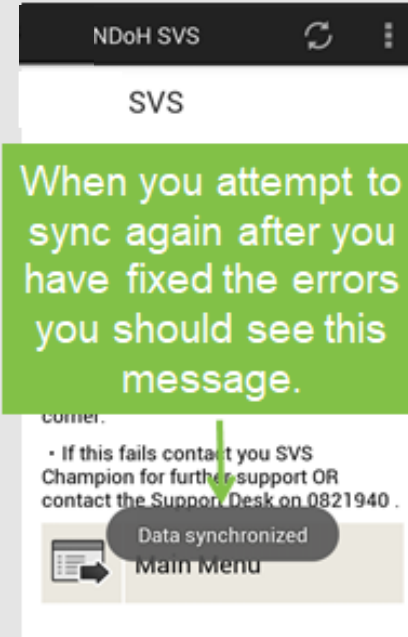 NDoH SVS
SVS
When you attempt to
sync again after you
have fixed the errors
you should see this
message.
corner.
· If this fails contact you SVS
Champion for further support OR
contact the Support Desk on 0821940 .
Data synchronized
Main Menu